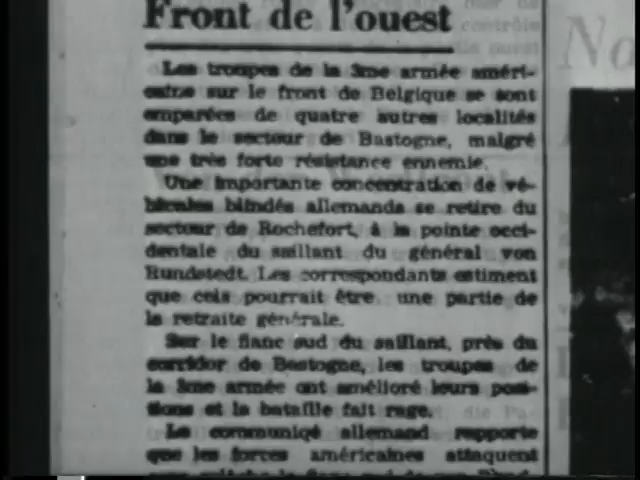 Front de l'ouest
Les troupes de la 3me armée améri-
caine sur le front de Belgique se sont
emparées de quatre autres localités
dans le secteur de Bastogne, malgré
une très forte résistance ennemie.
Une importante concentration de vé-
hicules blindés allemands se retire du
secteur de Rochefort, à la pointe occi-
dentale du saillant du général von
Rundstedt. Les correspondants estiment
que cela pourrait être une partie de
la retraite générale.
Sur le flanc sud du saillant, près du
corridor de Bastogne, les troupes de
la 3me armée ont amélioré leurs posi-
tions et la bataille fait rage.
Le communiqé allemand rapporte
que les forces américaines attaquent
No